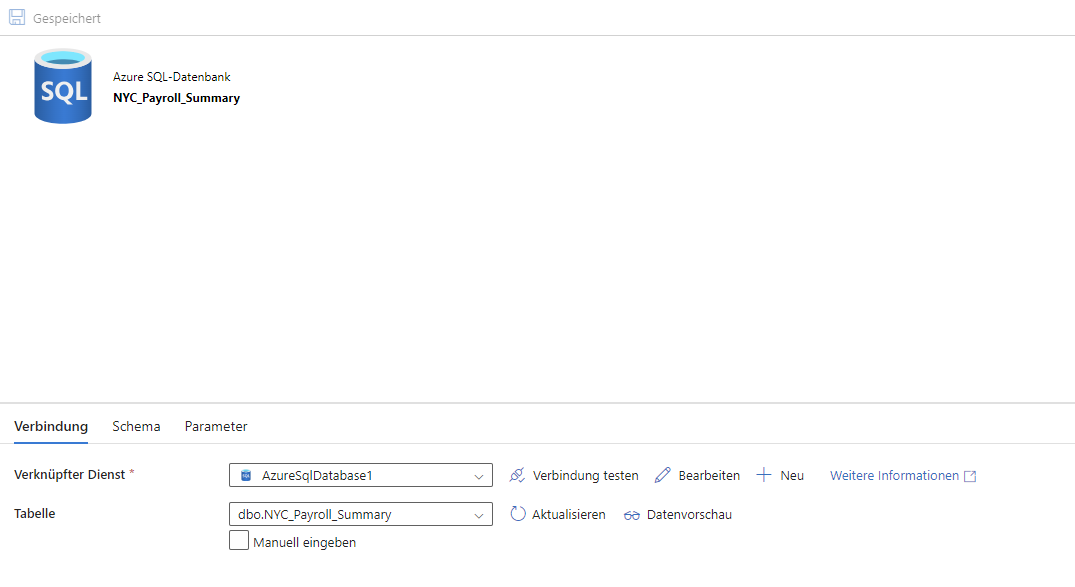 Gespeichert
SQL
Azure SQL-Datenbank
NYC_Payroll_Summary
Verbindung Schema Parameter
Verknüpfter Dienst * SQL AzureSqlDatabase1 Verbindung testen Bearbeiten Neu Weitere Informationen
Tabelle dbo.NYC_Payroll_Summary Aktualisieren Datenvorschau
Manuell eingeben